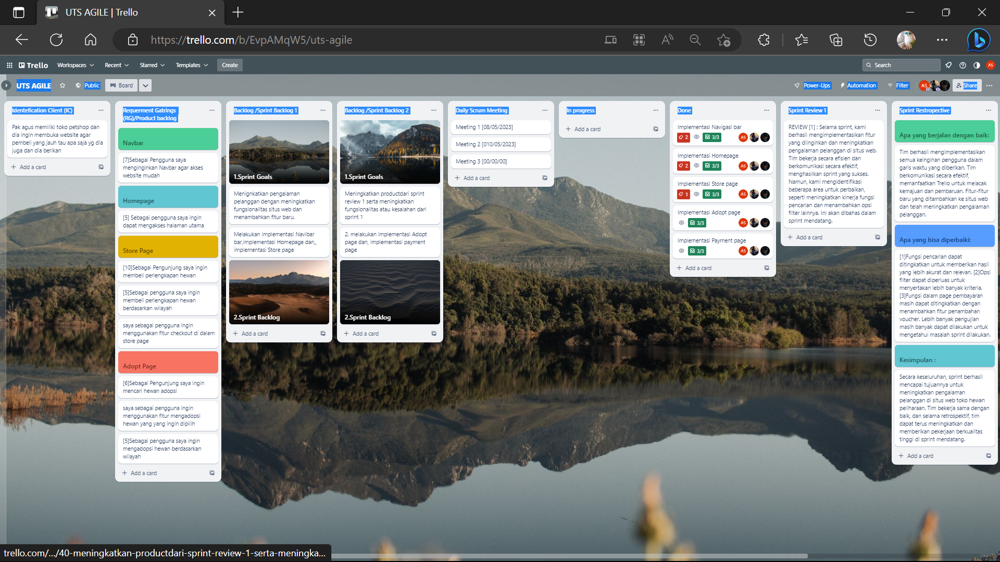 UTS AGILE | Trello
https://trello.com/b/EvpAMqW5/uts-agile
Trello
Workspaces
Recent
Starred
Templates
Create
Search
AS
UTS AGILE
Public
Board
Power-Ups
Automation
Filter
AS
Share
Identefication Client (IC)
Pak agus memiliki toko petshop dan
dia ingin membuka website agar
pembeli yang jauh tau apa saja yg dia
juga dan dia berikan
Add a card
Requerment Gatrings
(RG)/Product backlog
Navbar
[7]Sebagai Pengguna saya
menginginkan Navbar agar akses
website mudah
Homepage
[5] Sebagai pengguna saya ingin
dapat mengakses halaman utama
Store Page
[10]Sebagai Pengunjung saya ingin
membeli perlengkapan hewan
[5]Sebagai pengguna saya ingin
membeli perlengkapan hewan
berdasarkan wilayah
saya sebagai pengguna ingin
menggunakan fitur checkout di dalam
store page
Adopt Page
[6]Sebagai Pengunjung saya ingin
mencari hewan adopsi
saya sebagai pengguna ingin
menggunakan fitur mengadopsi
hewan yang yang ingin dipilih
[5]Sebagai pengguna saya ingin
mengadopsi hewan berdasarkan
wilayah
Add a card
Backlog /Sprint Backlog 1
1.Sprint Goals
Menignkatkan pengalaman
pelanggan dengan meningkatkan
fungsionalitas situs web dan
menambahkan fitur baru.
Melakukan implementasi Navibar
bar,implementasi Homepage dan,,
implementasi Store page
2.Sprint Backlog
Add a card
Backlog /Sprint Backlog 2
1.Sprint Goals
Meningkatkan productdari sprint
review 1 serta meningkatkan
fungsionalitas atau kesalahan dari
sprint 1
2. melakukan implementasi Adopt
page dan, implementasi payment
page
2.Sprint Backlog
Add a card
Daily Scrum Meeting
Meeting 1 [08/05/2023]
Meeting 2 [010/05/2023]
Meeting 3 [00/00/00]
Add a card
In progress
Add a card
Done
Implementasi Navigasi bar
2
3/3
AS
Implementasi Homepage
2
3/3
AS
Implementasi Store page
1
3/3
AS
Implementasi Adopt page
3/3
AS
Implementasi Payment page
3/3
AS
Add a card
Sprint Review 1
REVIEW [1] : Selama sprint, kami
berhasil mengimplementasikan fitur
yang diinginkan dan meningkatkan
pengalaman pelanggan di situs web.
Tim bekerja secara efisien dan
berkomunikasi secara efektif,
menghasilkan sprint yang sukses.
Namun, kami mengidentifikasi
beberapa area untuk perbaikan,
seperti meningkatkan kinerja fungsi
pencarian dan menambahkan opsi
filter lainnya. Ini akan dibahas dalam
sprint mendatang.
Add a card
Sprint Restropective
Apa yang berjalan dengan baik:
Tim berhasil mengimplementasikan
semua keinginan pengguna dalam
garis waktu yang diberikan. Tim
berkomunikasi secara efektif,
memanfaatkan Trello untuk melacak
kemajuan dan pembaruan. Fitur-fitur
baru yang ditambahkan ke situs web
dan telah meningkatkan pengalaman
pelanggan.
Apa yang bisa diperbaiki:
[1]Fungsi pencarian dapat
ditingkatkan untuk memberikan hasil
yang lebih akurat dan relevan. [2]Opsi
filter dapat diperluas untuk
menyertakan lebih banyak kriteria.
[3]Fungsi dalam page pembayaran
masih dapat ditingkatkan dengan
menambahkan fitur penambahan
voucher. Lebih banyak pengujian
masih banyak dapat dilakukan untuk
mengetahui masalah sprint dilakukan.
Kesimpulan :
Secara keseluruhan, sprint berhasil
mencapai tujuannya untuk
meningkatkan pengalaman
pelanggan di situs web toko hewan
peliharaan. Tim bekerja sama dengan
baik, dan selama retrospektif, tim
dapat terus meningkatkan dan
memberikan pekerjaan berkualitas
tinggi di sprint mendatang.
Add a card
trello.com/.../40-meningkatkan-productdari-sprint-review-1-serta-meningka...